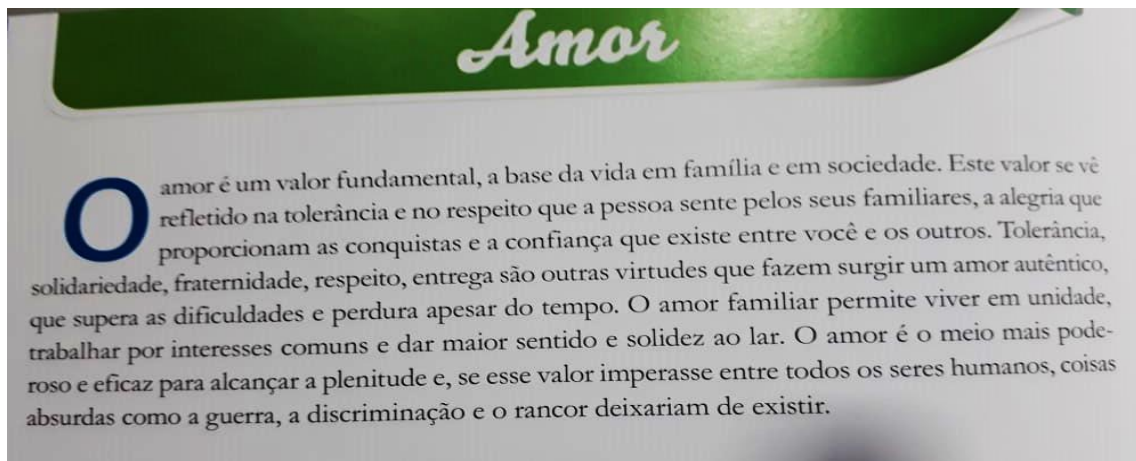 Amor
O amor é um valor fundamental, a base da vida em família e em sociedade. Este valor se vê
refletido na tolerância e no respeito que a pessoa sente pelos seus familiares, a alegria que
proporcionam as conquistas e a confiança que existe entre você e os outros. Tolerância,
solidariedade, fraternidade, respeito, entrega são outras virtudes que fazem surgir um amor autêntico,
que supera as dificuldades e perdura apesar do tempo. O amor familiar permite viver em unidade,
trabalhar por interesses comuns e dar maior sentido e solidez ao lar. O amor é o meio mais pode-
roso e eficaz para alcançar a plenitude e, se esse valor imperasse entre todos os seres humanos, coisas
absurdas como a guerra, a discriminação e o rancor deixariam de existir.